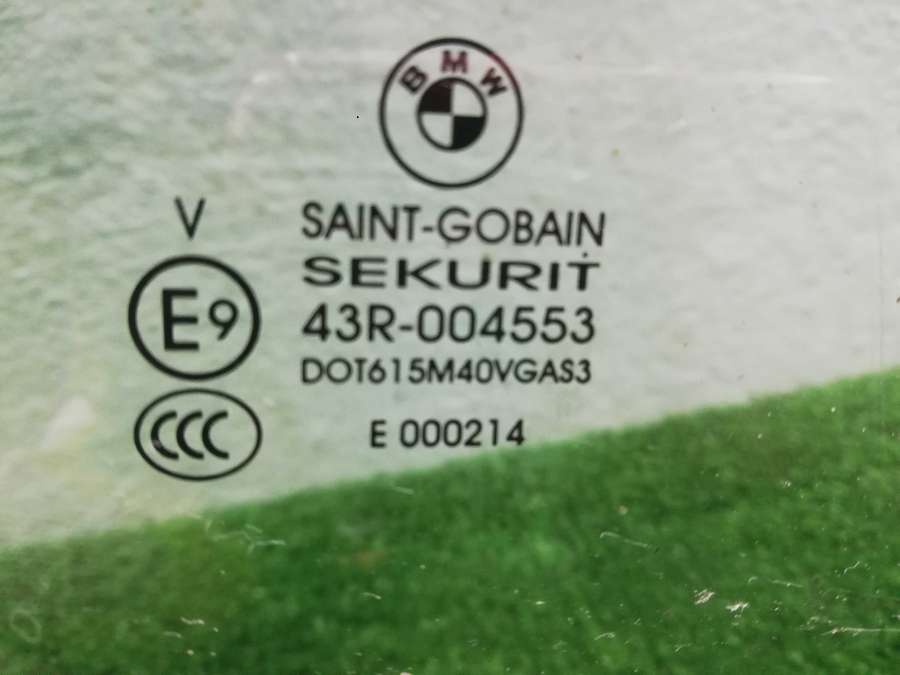 BMW
V
SAINT-GOBAIN
SEKURIT
E9
43R-004553
DOT615M40VGAS3
CCC
E 000214